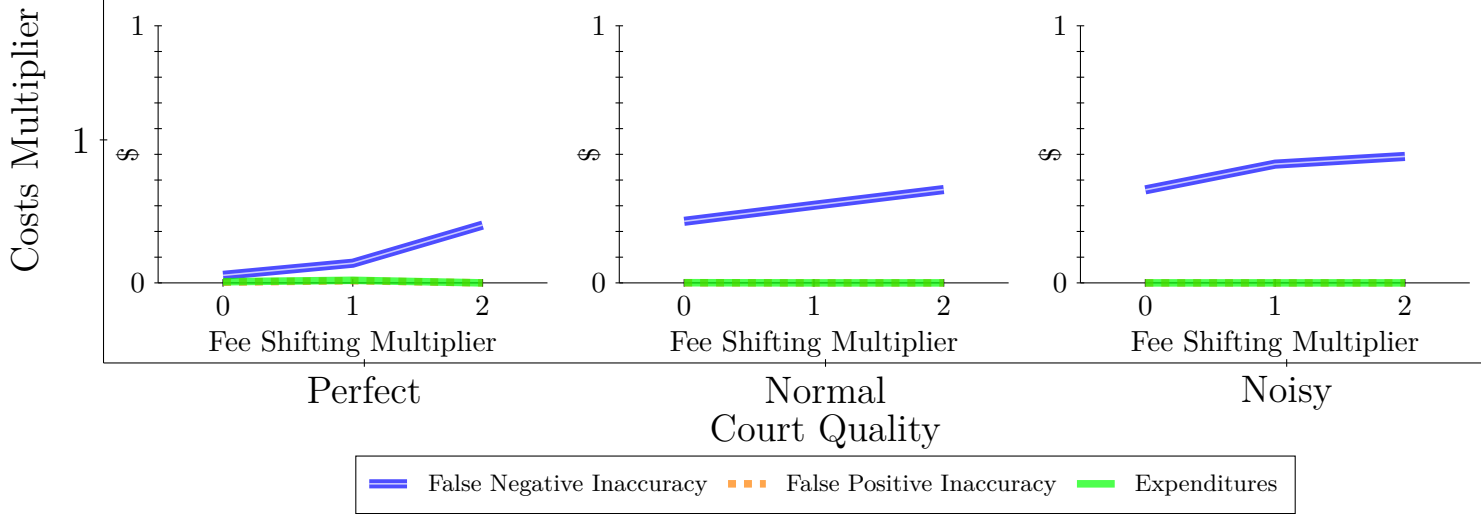 Costs Multiplier
1
1
0
$
0 1 2
Fee Shifting Multiplier
1
0
$
0 1 2
Fee Shifting Multiplier
1
0
$
0 1 2
Fee Shifting Multiplier
Perfect Normal Noisy
Court Quality
False Negative Inaccuracy False Positive Inaccuracy Expenditures